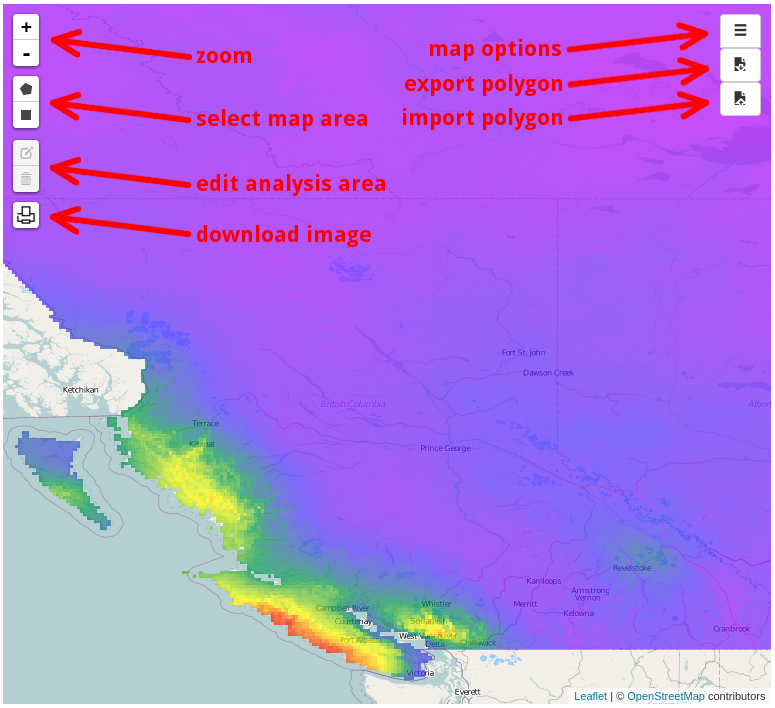 +
-
zoom
select map area
edit analysis area
download image
map options
export polygon
import polygon
Fort St. John
Dawson Creek
Ketchikan
British Columbia
Terrace
Kitimat
Prince George
Revelstoke
Kamloops
Armstrong
Vernon
Merritt
Kelowna
Cranbrook
Campbell River
Whistler
Courtenay
Squamish
West Vancouver
Port Alberni
Delta
Chilliwack
Victoria
Everett
Leaflet | © OpenStreetMap contributors